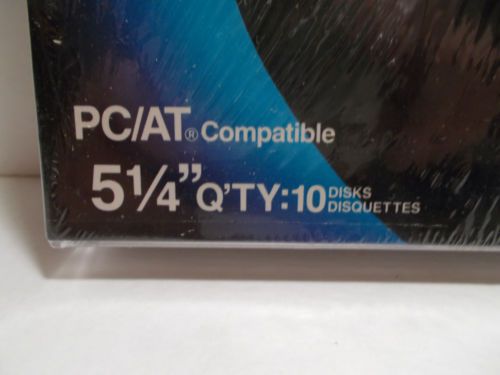 PC/AT® Compatible
5¼" Q'TY:10 DISKS
DISQUETTES